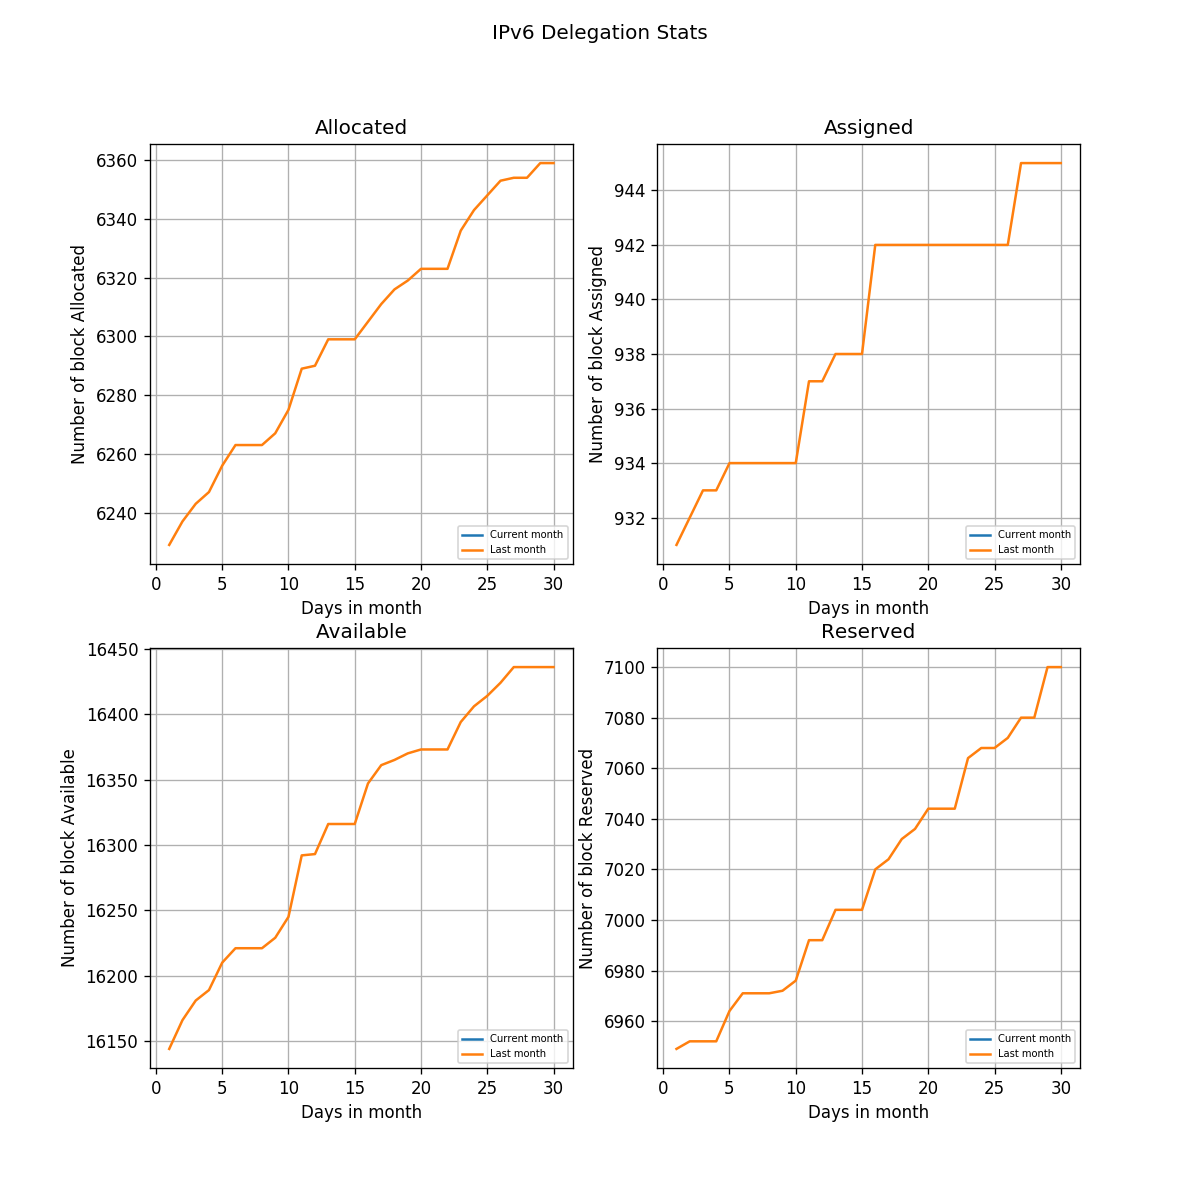 IPv6 Delegation Stats
Allocated
Number of block Allocated
6360
6340
6320
6300
6280
6260
6240
0 5 10 15 20 25 30
Days in month
Current month
Last month
Assigned
Number of block Assigned
944
942
940
938
936
934
932
0 5 10 15 20 25 30
Days in month
Current month
Last month
Available
Number of block Available
16450
16400
16350
16300
16250
16200
16150
0 5 10 15 20 25 30
Days in month
Current month
Last month
Reserved
Number of block Reserved
7100
7080
7060
7040
7020
7000
6980
6960
0 5 10 15 20 25 30
Days in month
Current month
Last month